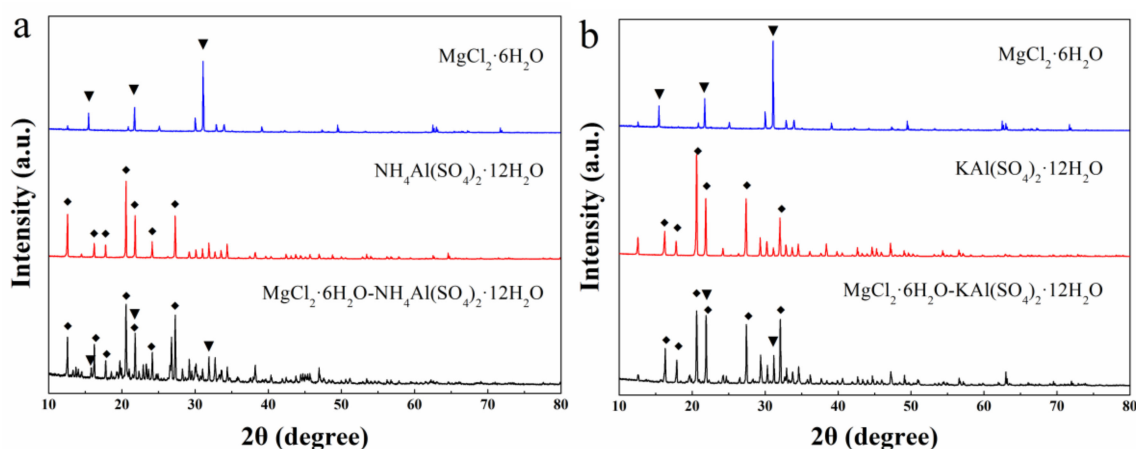 a
MgCl₂·6H₂O
NH₄Al(SO₄)₂·12H₂O
MgCl₂·6H₂O-NH₄Al(SO₄)₂·12H₂O
Intensity (a.u.)
10 20 30 40 50 60 70 80
2θ (degree)
b
MgCl₂·6H₂O
KAl(SO₄)₂·12H₂O
MgCl₂·6H₂O-KAl(SO₄)₂·12H₂O
Intensity (a.u.)
10 20 30 40 50 60 70 80
2θ (degree)